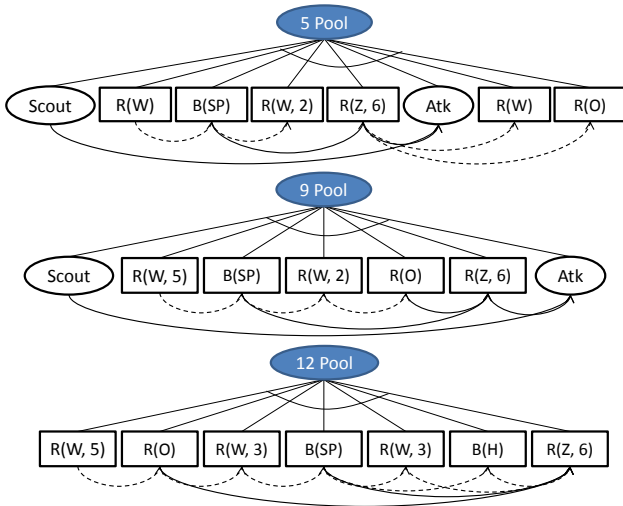 5 Pool
Scout R(W) B(SP) R(W, 2) R(Z, 6) Atk R(W) R(O)
9 Pool
Scout R(W, 5) B(SP) R(W, 2) R(O) R(Z, 6) Atk
12 Pool
R(W, 5) R(O) R(W, 3) B(SP) R(W, 3) B(H) R(Z, 6)